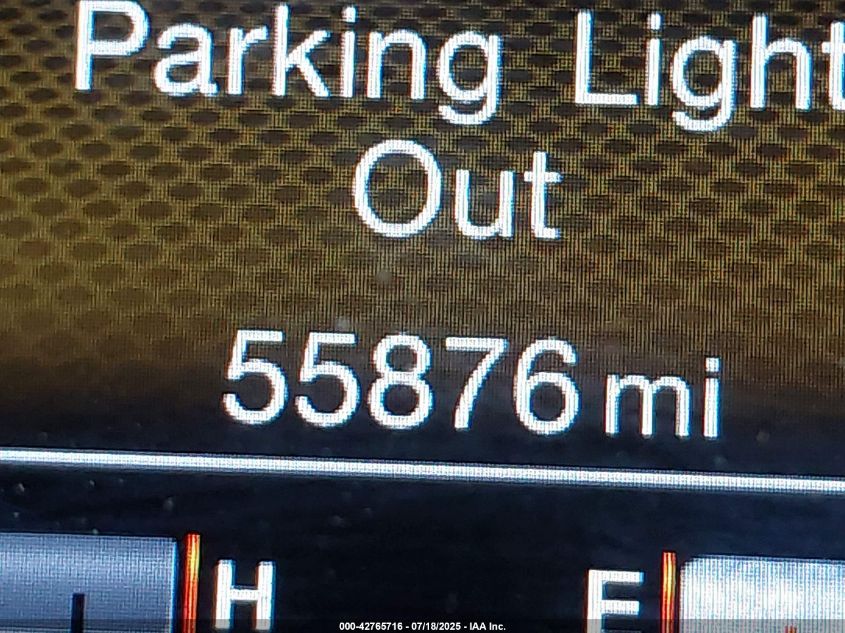 Parking Light
Out
55876 mi
H E
000-42765716 - 07/18/2025 - IAA Inc.